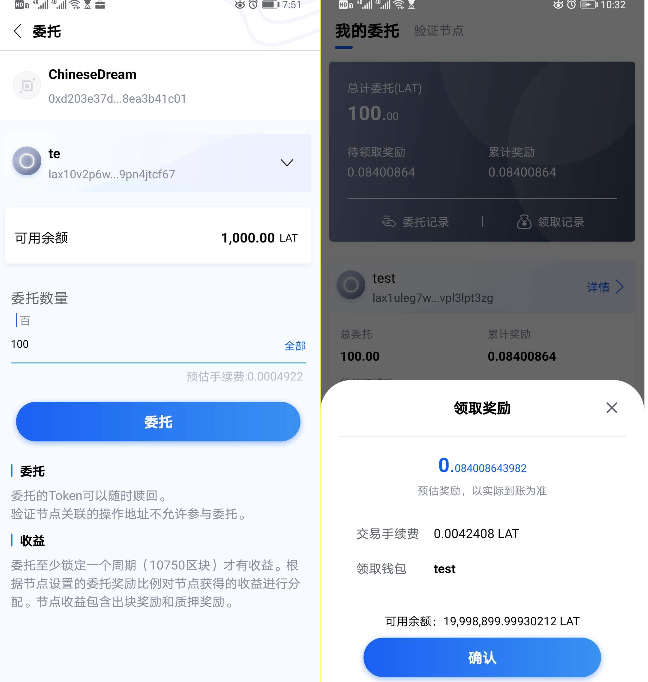 7:51
委托
ChineseDream
0xd203e37d...8ea3b41c01
te
lax10v2p6w...9pn4jtcf67
可用余额
1,000.00 LAT
委托数量
百
100
全部
预估手续费:0.0004922
委托
委托
委托的Token可以随时赎回。
验证节点关联的操作地址不允许参与委托。
收益
委托至少锁定一个周期（10750区块）才有收益。根
据节点设置的委托奖励比例对节点获得的收益进行分
配。节点收益包含出块奖励和质押奖励。
10:32
我的委托 验证节点
总计委托(LAT)
100.00
待领取奖励 累计奖励
0.08400864 0.08400864
委托记录 | 领取记录
test
lax1uleg7w...vpl3lpt3zg
详情
总委托 累计奖励
100.00 0.08400864
领取奖励
0.084008643982
预估奖励，以实际到账为准
交易手续费 0.0042408 LAT
领取钱包 test
可用余额：19,998,899.99930212 LAT
确认